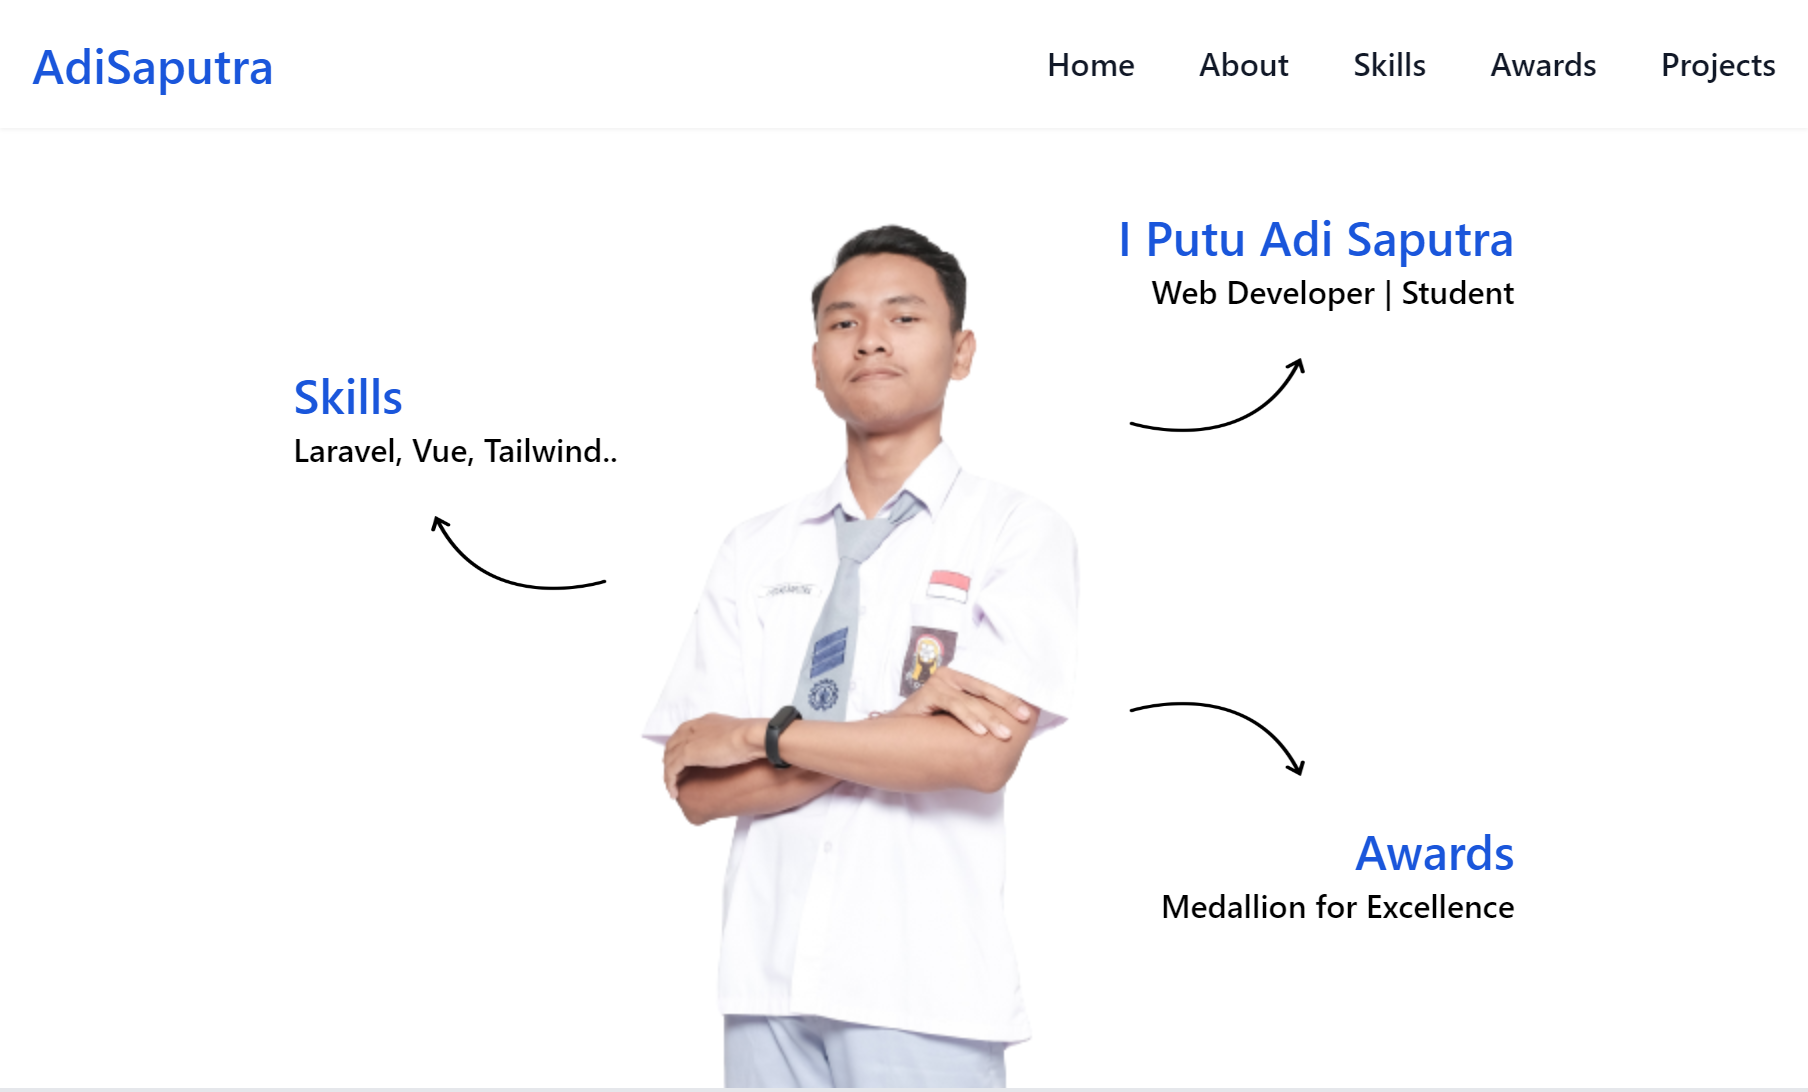 AdiSaputra
Home About Skills Awards Projects
I Putu Adi Saputra
Web Developer | Student
Skills
Laravel, Vue, Tailwind..
Awards
Medallion for Excellence